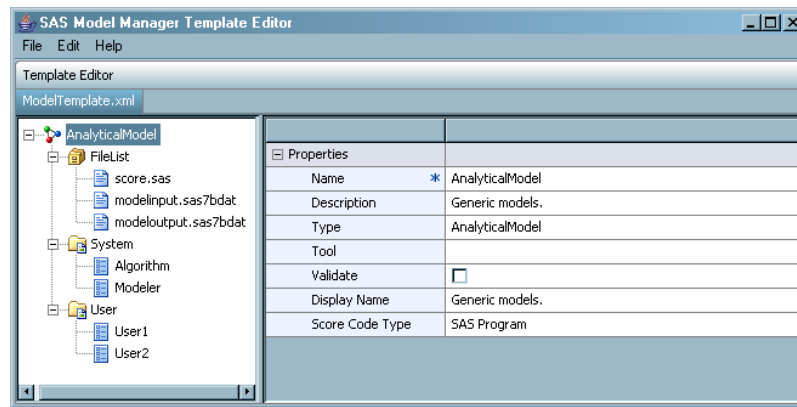 SAS Model Manager Template Editor
File Edit Help
Template Editor
ModelTemplate.xml
AnalyticalModel
FileList
score.sas
modelinput.sas7bdat
modeloutput.sas7bdat
System
Algorithm
Modeler
User
User1
User2
Properties
Name * AnalyticalModel
Description Generic models.
Type AnalyticalModel
Tool
Validate
Display Name Generic models.
Score Code Type SAS Program